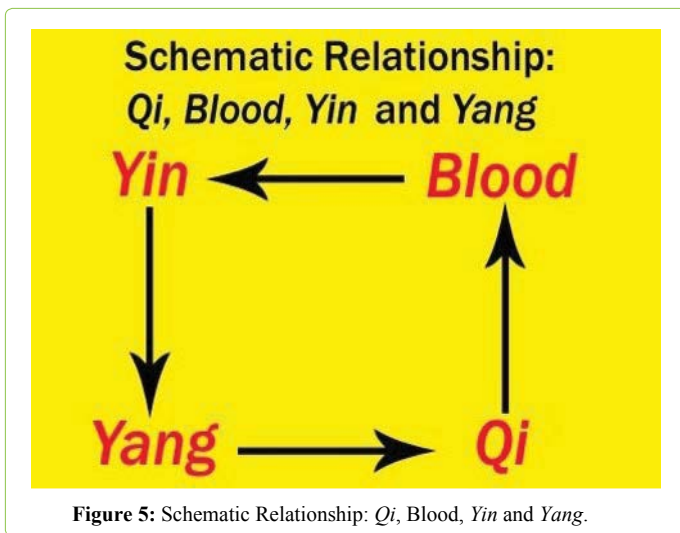 Schematic Relationship:
Qi, Blood, Yin and Yang
Yin
Blood
Yang
Qi
Figure 5: Schematic Relationship: Qi, Blood, Yin and Yang.